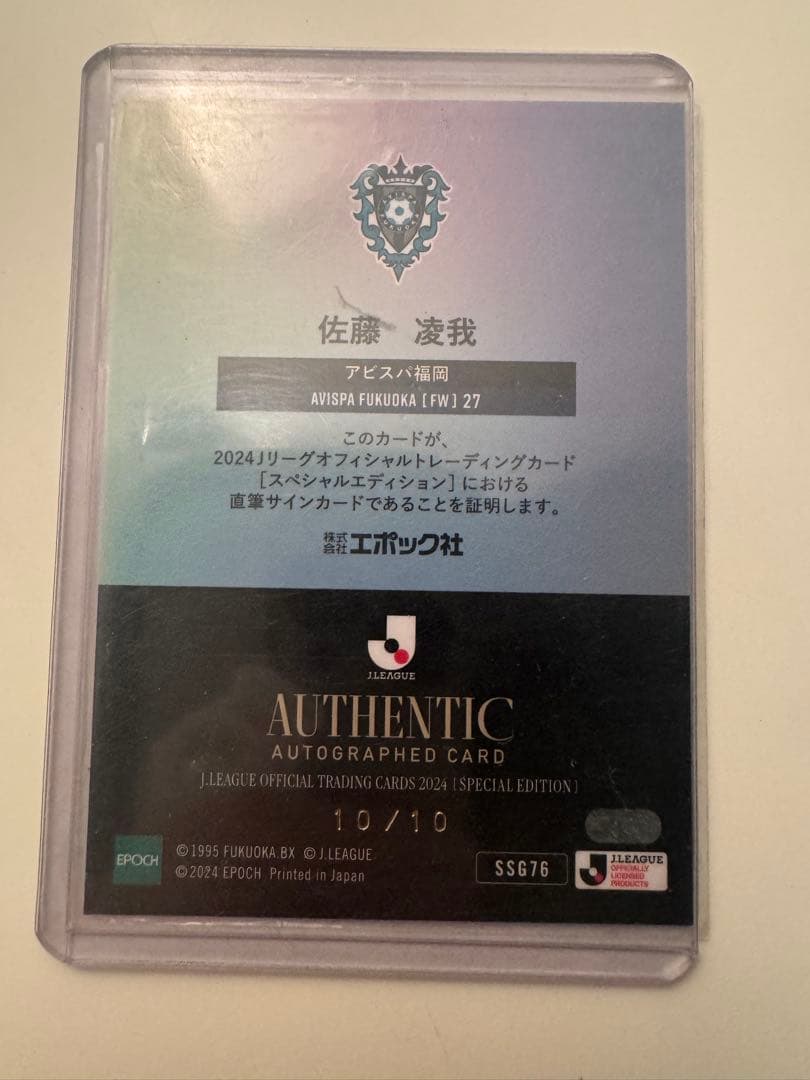 佐藤 凌我
アビスパ福岡
AVISPA FUKUOKA [FW] 27
このカードが、
2024Jリーグオフィシャルトレーディングカード
[スペシャルエディション]における
直筆サインカードであることを証明します。
株式会社エポック社
J.LEAGUE
AUTHENTIC
AUTOGRAPHED CARD
J.LEAGUE OFFICIAL TRADING CARDS 2024 [SPECIAL EDITION]
10/10
EPOCH
©1995 FUKUOKA.BX ©J.LEAGUE
©2024 EPOCH Printed in Japan
SSG76
J.LEAGUE
OFFICIALLY
LICENSED
PRODUCTS